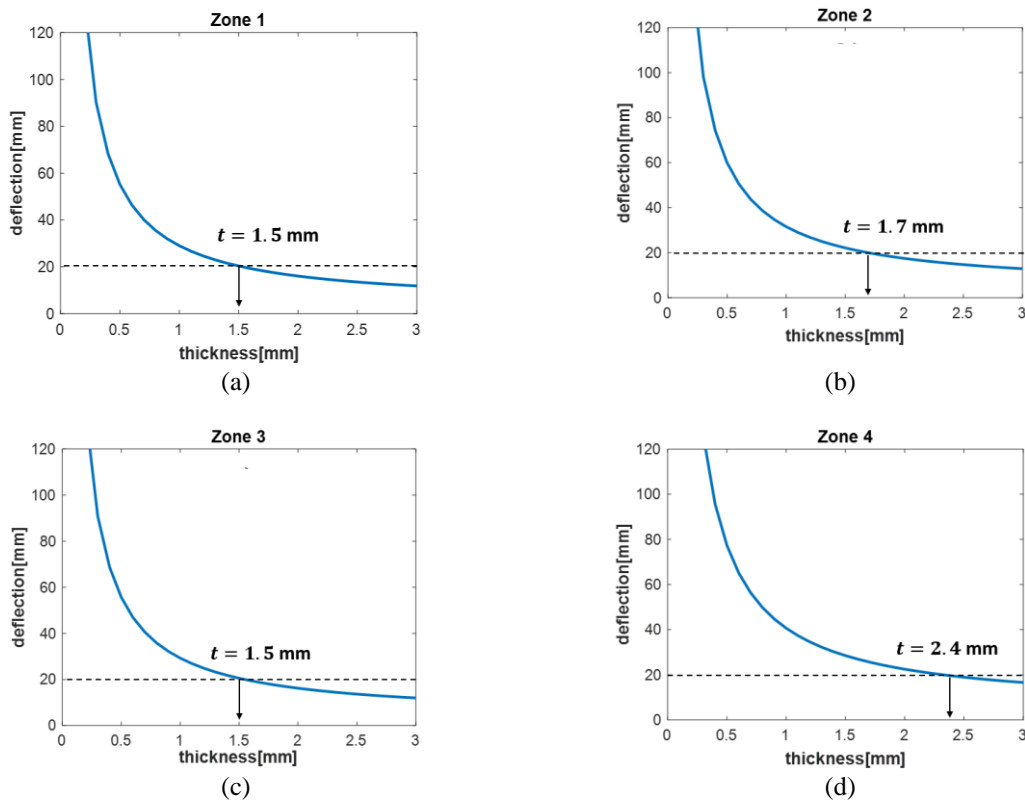 Zone 1
120
100
80
60
40
20
0
deflection[mm]
t = 1.5 mm
0 0.5 1 1.5 2 2.5 3
thickness[mm]
(a)
Zone 2
120
100
80
60
40
20
0
deflection[mm]
t = 1.7 mm
0 0.5 1 1.5 2 2.5 3
thickness[mm]
(b)
Zone 3
120
100
80
60
40
20
0
deflection[mm]
t = 1.5 mm
0 0.5 1 1.5 2 2.5 3
thickness[mm]
(c)
Zone 4
120
100
80
60
40
20
0
deflection[mm]
t = 2.4 mm
0 0.5 1 1.5 2 2.5 3
thickness[mm]
(d)